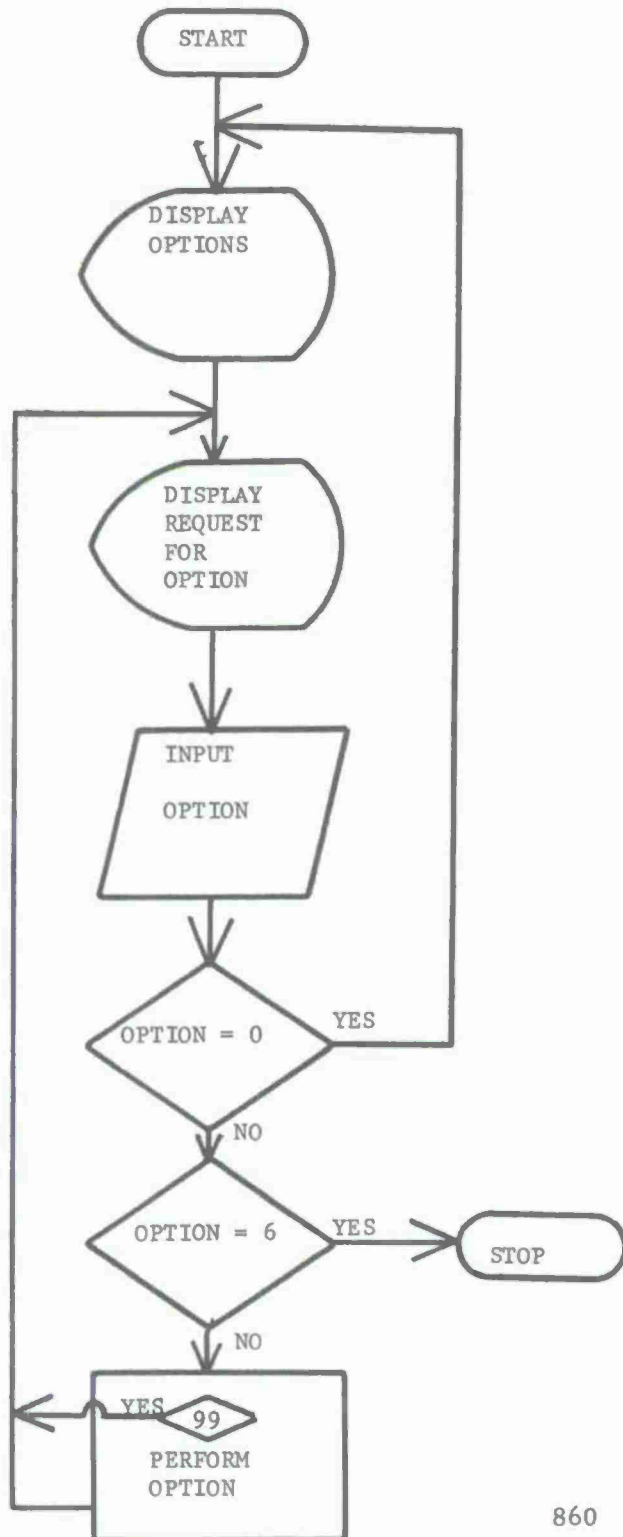 START
DISPLAY
OPTIONS
DISPLAY
REQUEST
FOR
OPTION
INPUT
OPTION
OPTION = 0
YES
NO
OPTION = 6
YES
STOP
NO
YES
99
PERFORM
OPTION
860